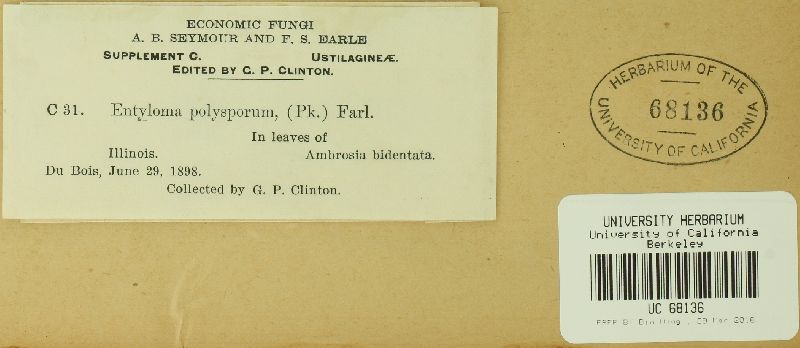 ECONOMIC FUNGI
A. B. SEYMOUR AND F. S. EARLE
SUPPLEMENT C. USTILAGINEÆ.
EDITED BY G. P. CLINTON.
C 31. Entyloma polysporum, (Pk.) Farl.
In leaves of
Illinois. Ambrosia bidentata.
Du Bois, June 29, 1898.
Collected by G. P. Clinton.
HERBARIUM OF THE
68136
UNIVERSITY OF CALIFORNIA
UNIVERSITY HERBARIUM
University of California
Berkeley
UC 68136